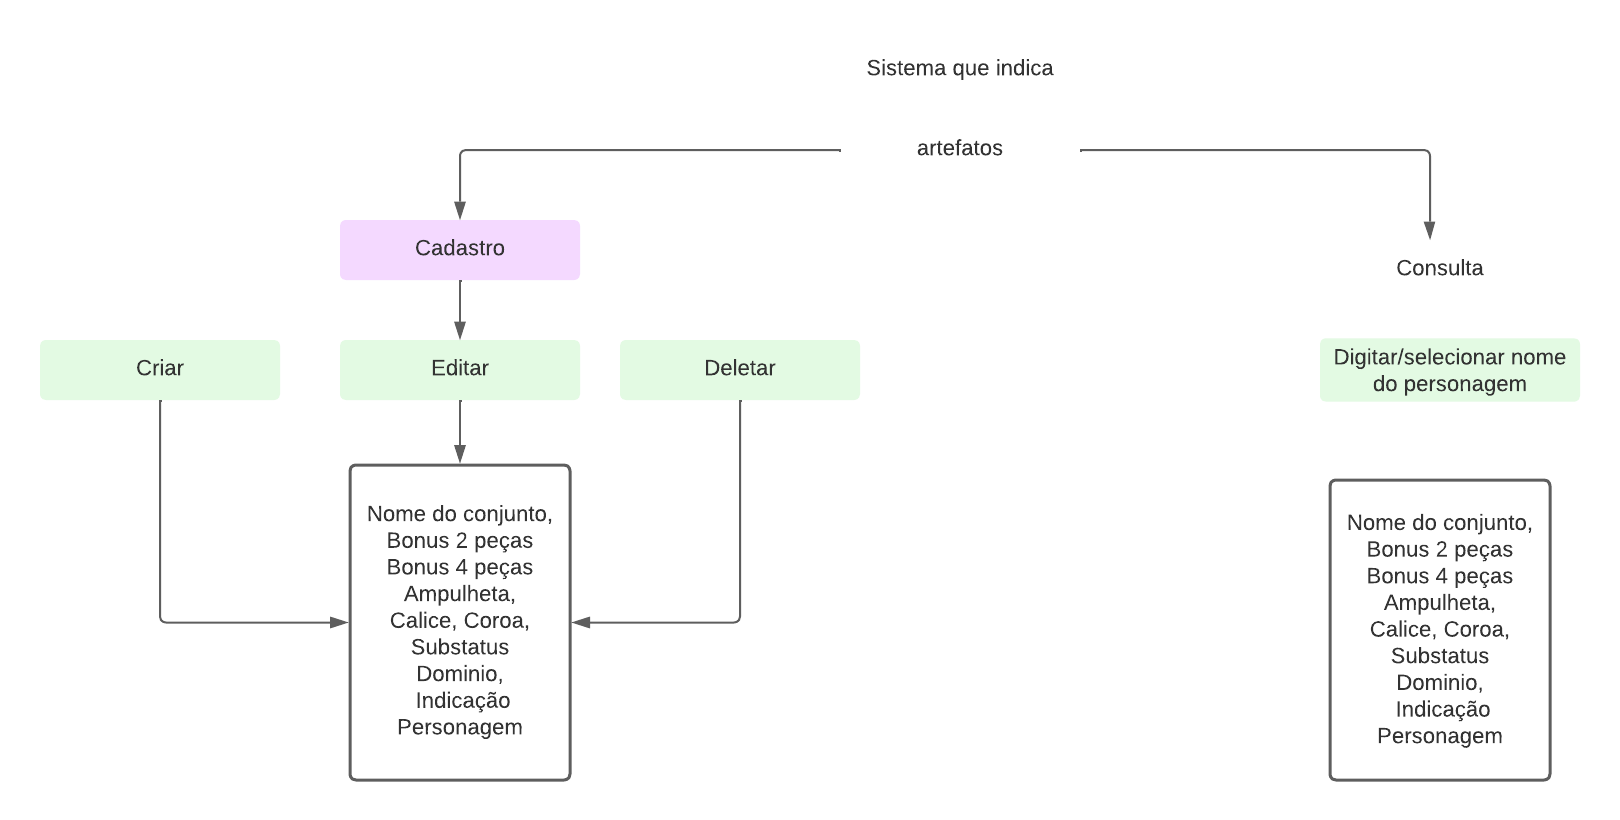 Sistema que indica
artefatos
Cadastro
Consulta
Criar
Editar
Deletar
Digitar/selecionar nome
do personagem
Nome do conjunto,
Bonus 2 peças
Bonus 4 peças
Ampulheta,
Calice, Coroa,
Substatus
Dominio,
Indicação
Personagem
Nome do conjunto,
Bonus 2 peças
Bonus 4 peças
Ampulheta,
Calice, Coroa,
Substatus
Dominio,
Indicação
Personagem